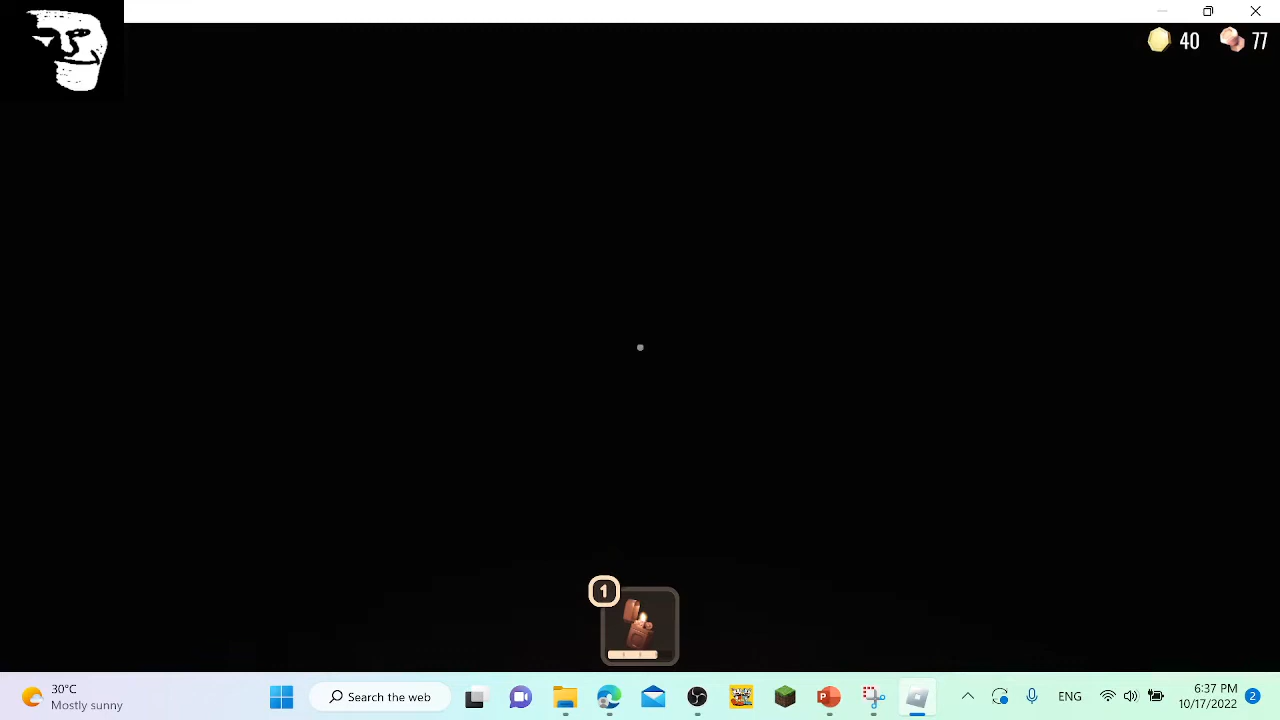 40 77
1
30°C
Mostly sunny
Search the web
ENG
6:37 PM
10/17/2022
2